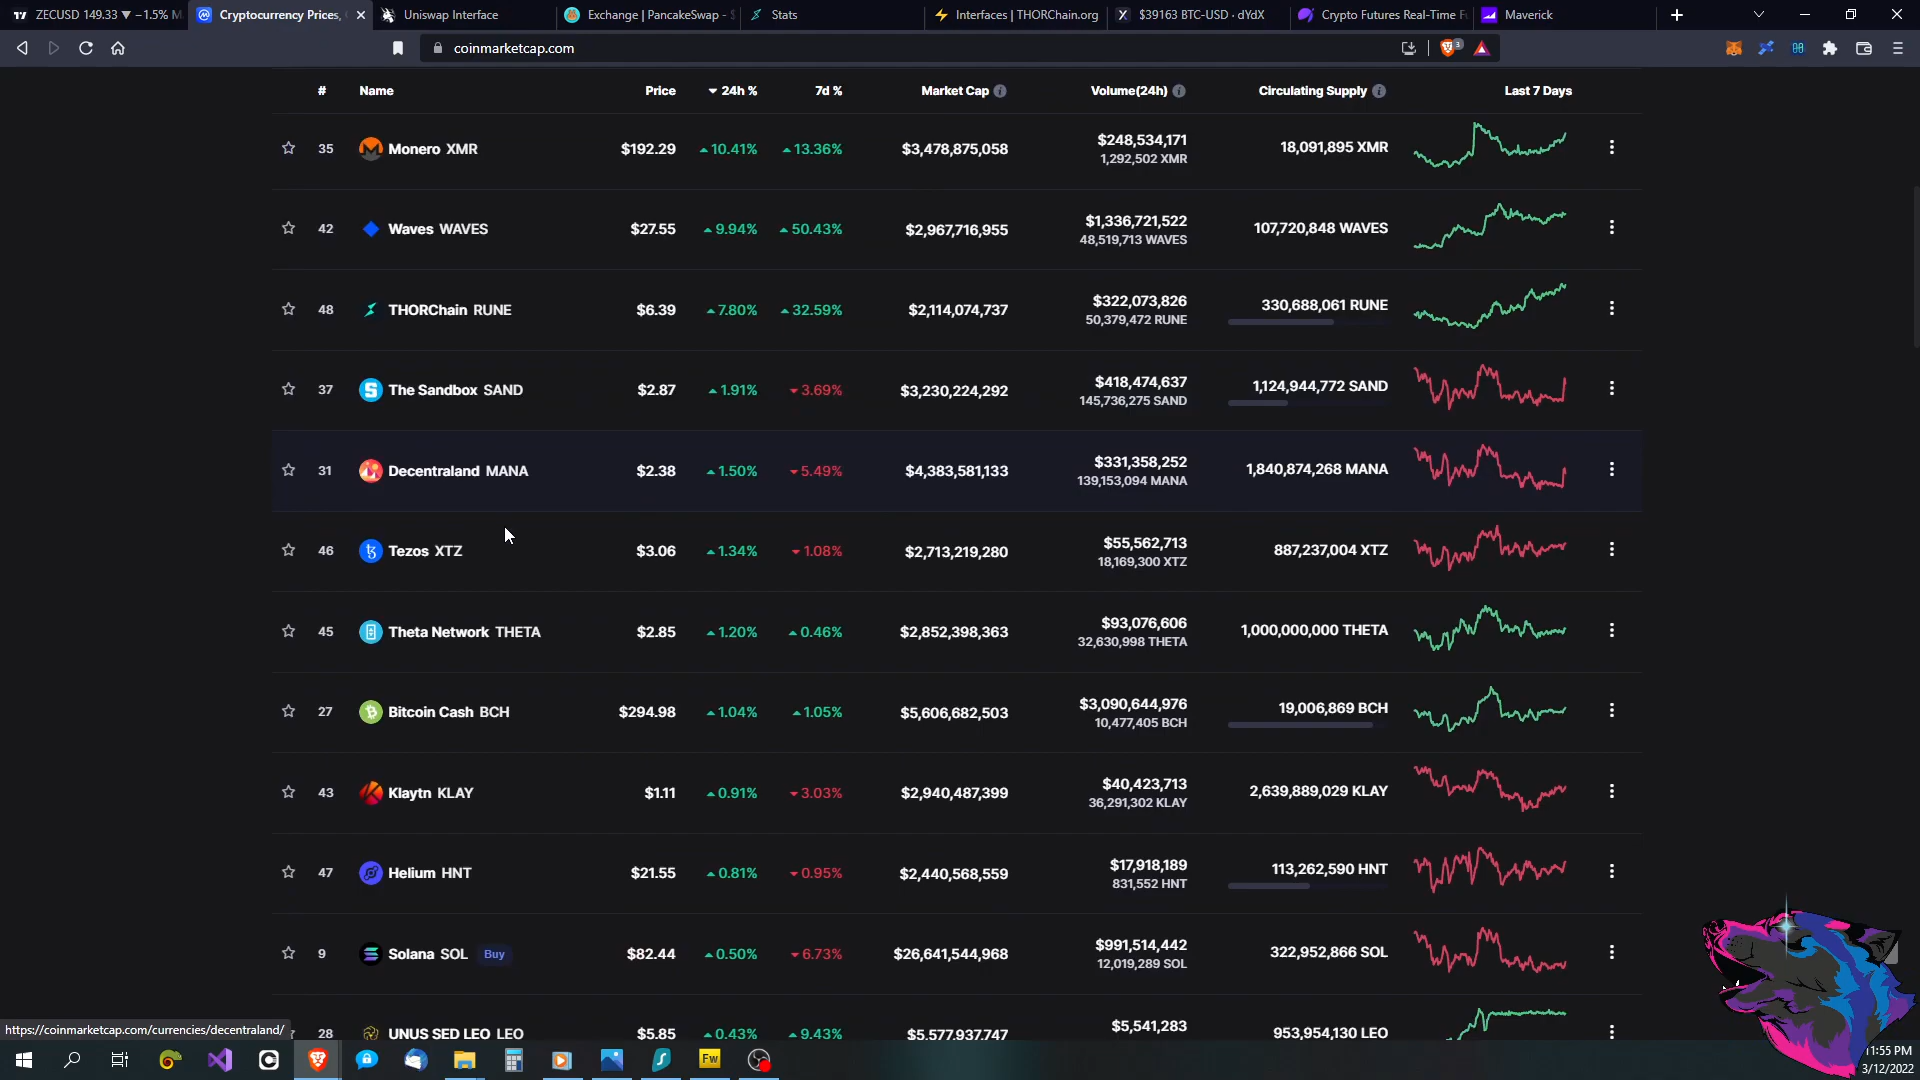 ZECUSD 149.33 ▼ −1.5% M
Cryptocurrency Prices,
Uniswap Interface
Exchange | PancakeSwap - $
Stats
Interfaces | THORChain.org
$39163 BTC-USD · dYdX
Crypto Futures Real-Time F
Maverick
coinmarketcap.com
3
# Name Price 24h % 7d % Market Cap Volume(24h) Circulating Supply Last 7 Days
35 Monero XMR $192.29 10.41% 13.36% $3,478,875,058 $248,534,171 18,091,895 XMR
1,292,502 XMR
42 Waves WAVES $27.55 9.94% 50.43% $2,967,716,955 $1,336,721,522 107,720,848 WAVES
48,519,713 WAVES
48 THORChain RUNE $6.39 7.80% 32.59% $2,114,074,737 $322,073,826 330,688,061 RUNE
50,379,472 RUNE
37 The Sandbox SAND $2.87 1.91% 3.69% $3,230,224,292 $418,474,637 1,124,944,772 SAND
145,736,275 SAND
31 Decentraland MANA $2.38 1.50% 5.49% $4,383,581,133 $331,358,252 1,840,874,268 MANA
139,153,094 MANA
46 Tezos XTZ $3.06 1.34% 1.08% $2,713,219,280 $55,562,713 887,237,004 XTZ
18,169,300 XTZ
45 Theta Network THETA $2.85 1.20% 0.46% $2,852,398,363 $93,076,606 1,000,000,000 THETA
32,630,998 THETA
27 Bitcoin Cash BCH $294.98 1.04% 1.05% $5,606,682,503 $3,090,644,976 19,006,869 BCH
10,477,405 BCH
43 Klaytn KLAY $1.11 0.91% 3.03% $2,940,487,399 $40,423,713 2,639,889,029 KLAY
36,291,302 KLAY
47 Helium HNT $21.55 0.81% 0.95% $2,440,568,559 $17,918,189 113,262,590 HNT
831,552 HNT
9 Solana SOL Buy $82.44 0.50% 6.73% $26,641,544,968 $991,514,442 322,952,866 SOL
12,019,289 SOL
28 UNUS SED LEO LEO $5.85 0.43% 9.43% $5,577,937,747 $5,541,283 953,954,130 LEO
https://coinmarketcap.com/currencies/decentraland/
Fw
11:55 PM
3/12/2022